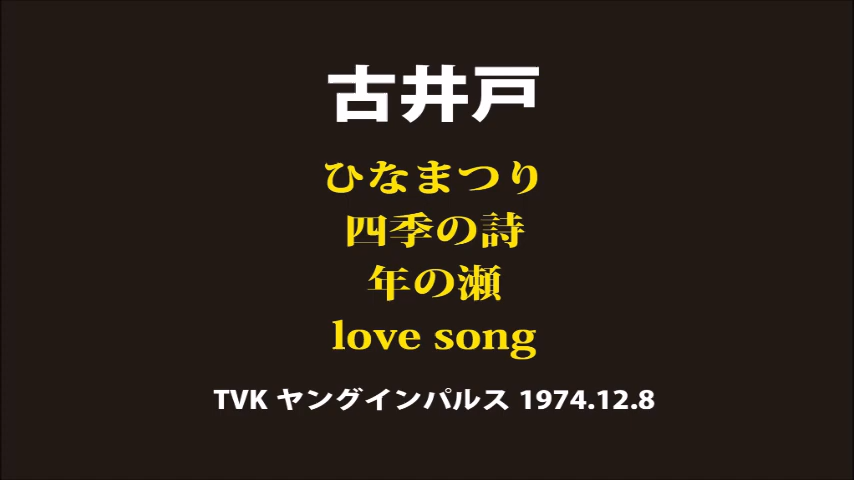 古井戸
ひなまつり
四季の詩
年の瀬
love song
TVK ヤングインパルス 1974.12.8